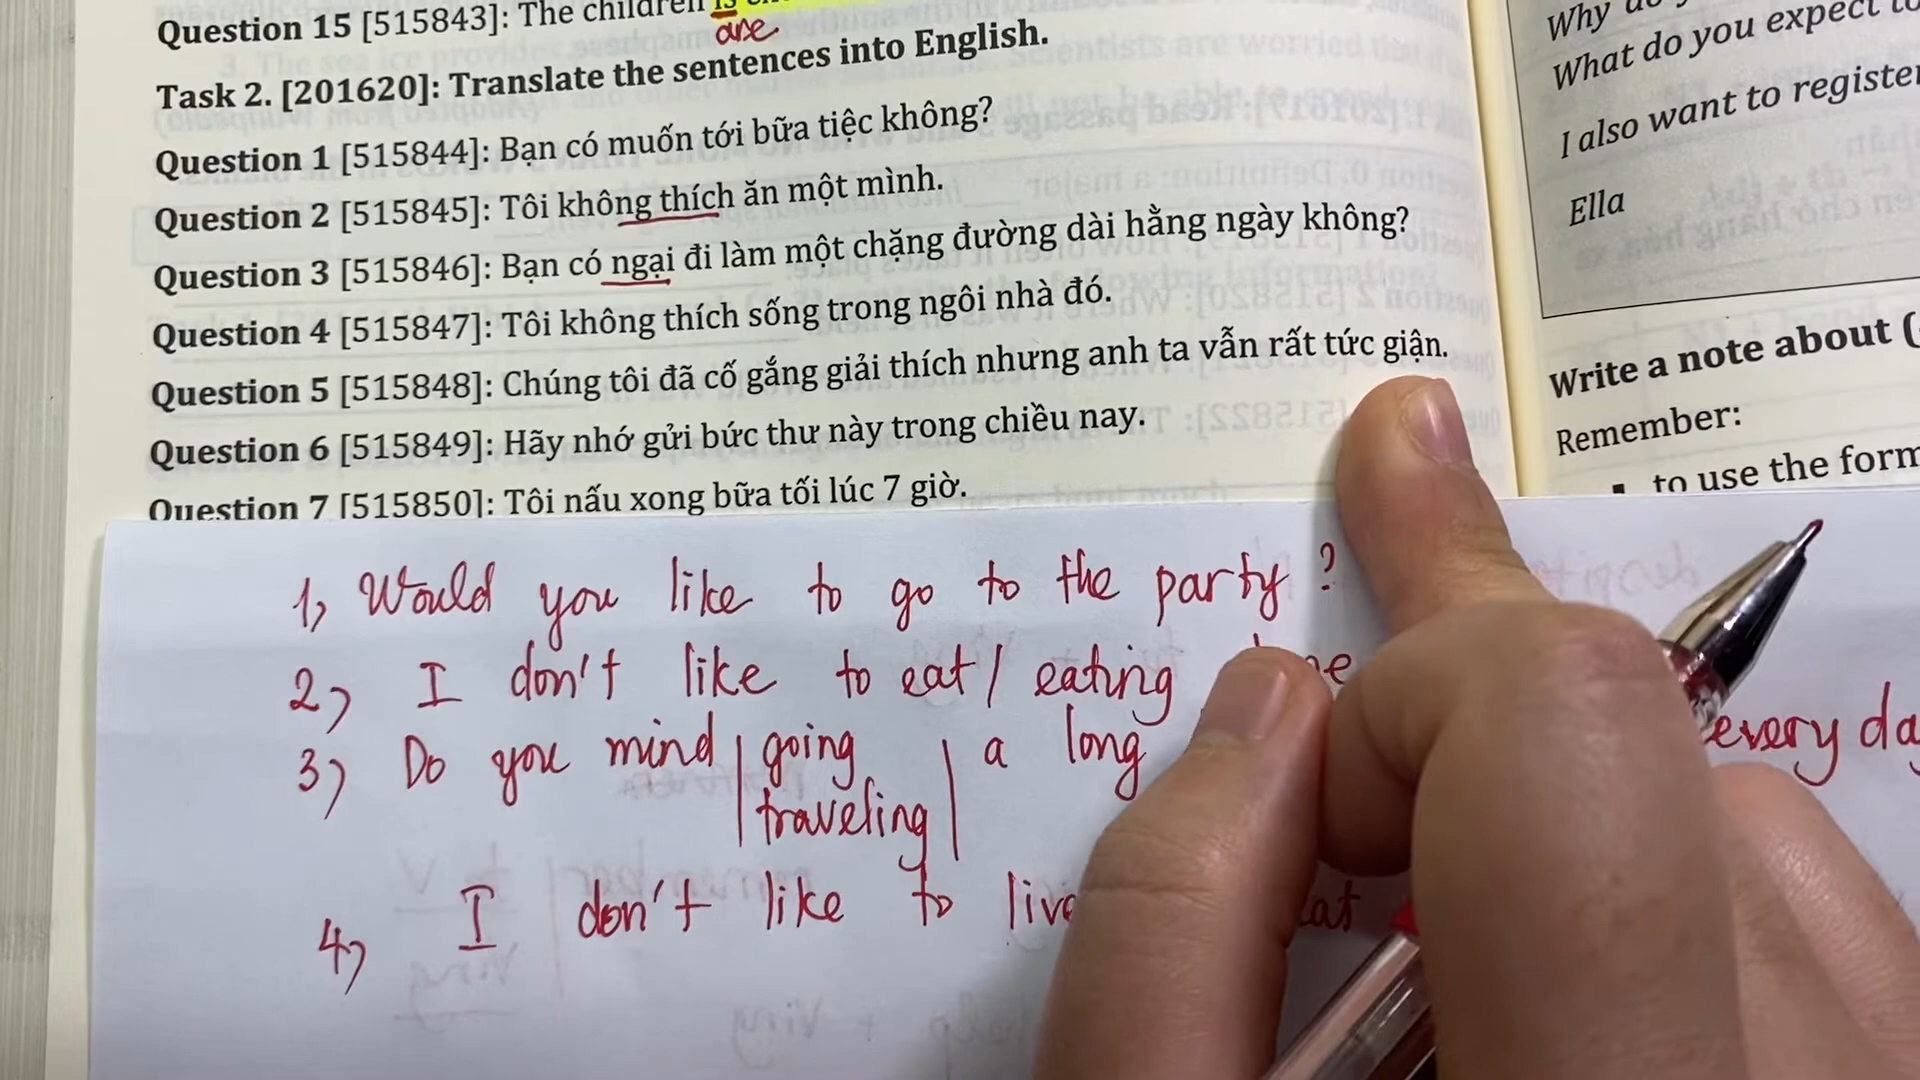 Question 15 [515843]: The children is
are
Task 2. [201620]: Translate the sentences into English.
Question 1 [515844]: Bạn có muốn tới bữa tiệc không?
Question 2 [515845]: Tôi không thích ăn một mình.
Question 3 [515846]: Bạn có ngại đi làm một chặng đường dài hằng ngày không?
Question 4 [515847]: Tôi không thích sống trong ngôi nhà đó.
Question 5 [515848]: Chúng tôi đã cố gắng giải thích nhưng anh ta vẫn rất tức giận.
Question 6 [515849]: Hãy nhớ gửi bức thư này trong chiều nay.
Question 7 [515850]: Tôi nấu xong bữa tối lúc 7 giờ.
1, Would you like to go to the party?
2, I don't like to eat / eating
3, Do you mind going a long every
traveling
4, I don't like to
Why
What do you expect
I also want to
Ella
Write a note about (
Remember:
▪ to use the